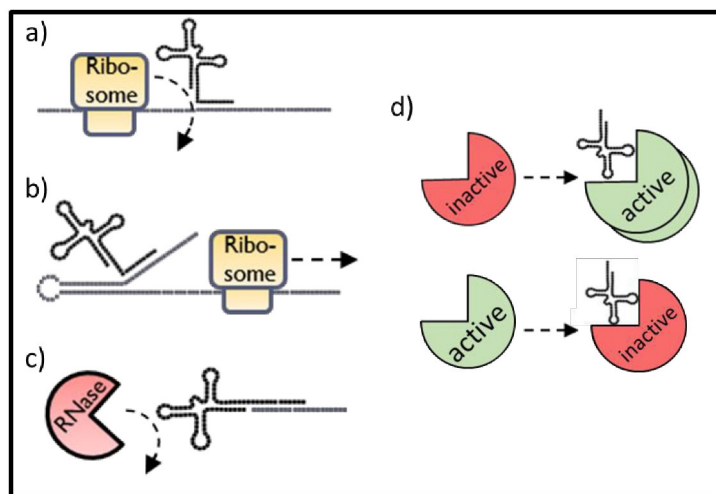 a)
Ribo-
some
b)
Ribo-
some
c)
RNase
d)
inactive
active
active
inactive